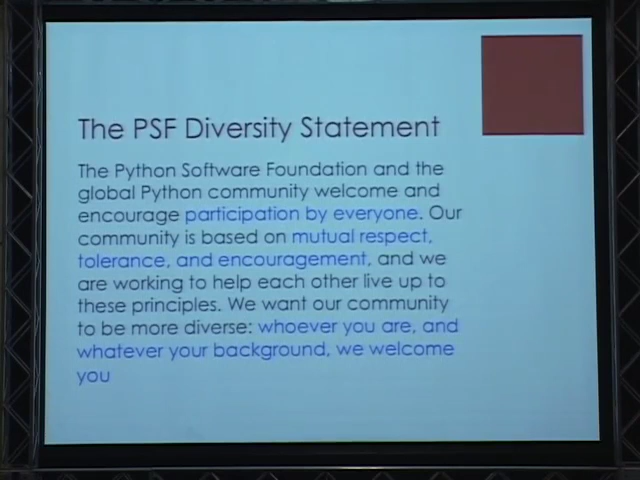 The PSF Diversity Statement
The Python Software Foundation and the
global Python community welcome and
encourage participation by everyone. Our
community is based on mutual respect,
tolerance, and encouragement, and we
are working to help each other live up to
these principles. We want our community
to be more diverse: whoever you are, and
whatever your background, we welcome
you